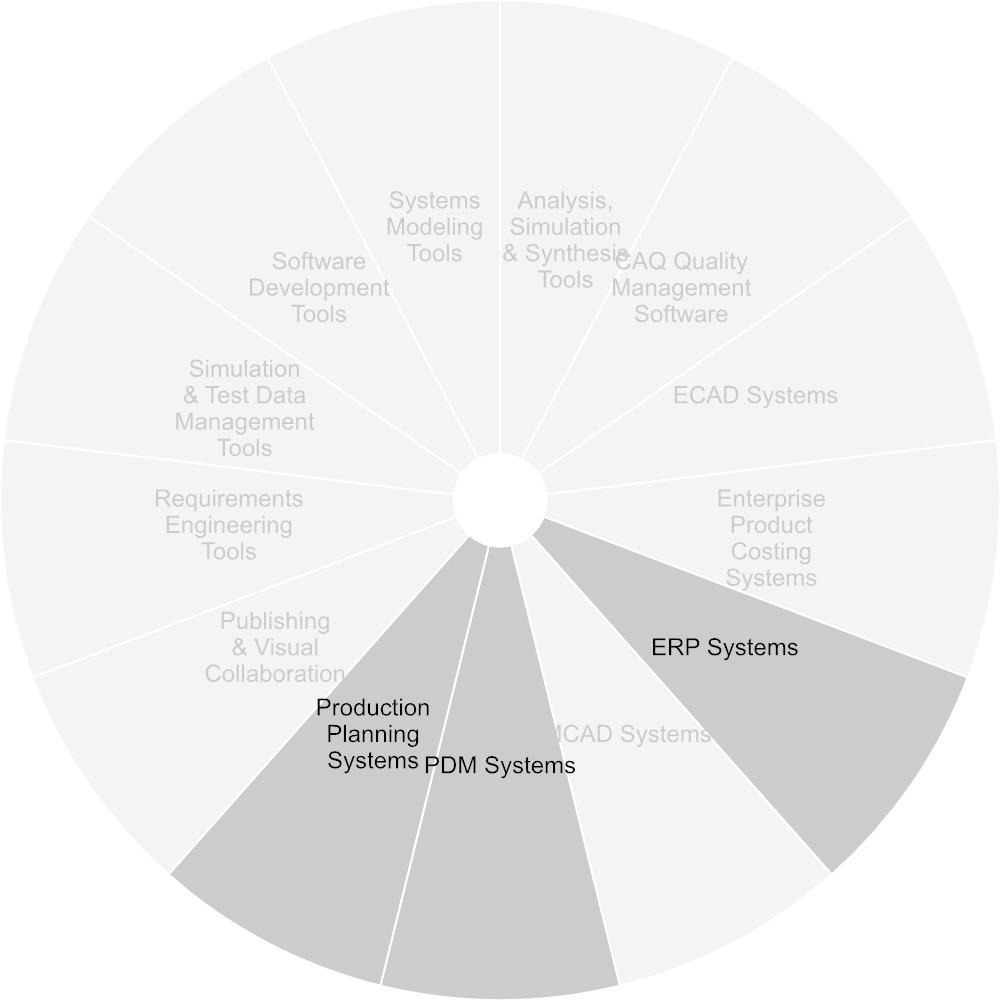 Analysis,
Simulation
& Synthesis
Tools
CAQ Quality
Management
Software
ECAD Systems
Enterprise
Product
Costing
Systems
ERP Systems
MCAD Systems
PDM Systems
Production
Planning
Systems
Publishing
& Visual
Collaboration
Requirements
Engineering
Tools
Simulation
& Test Data
Management
Tools
Software
Development
Tools
Systems
Modeling
Tools